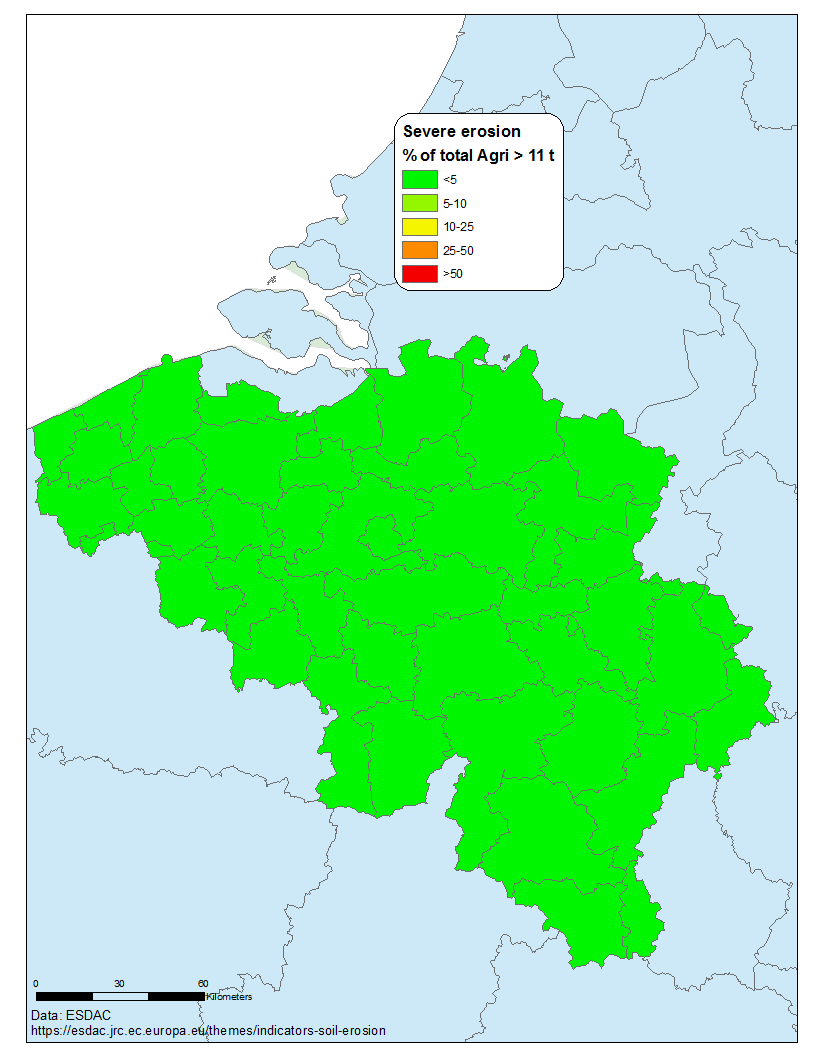 Severe erosion
% of total Agri > 11 t
<5
5-10
10-25
25-50
>50
0 30 60
Kilometers
Data: ESDAC
https://esdac.jrc.ec.europa.eu/themes/indicators-soil-erosion